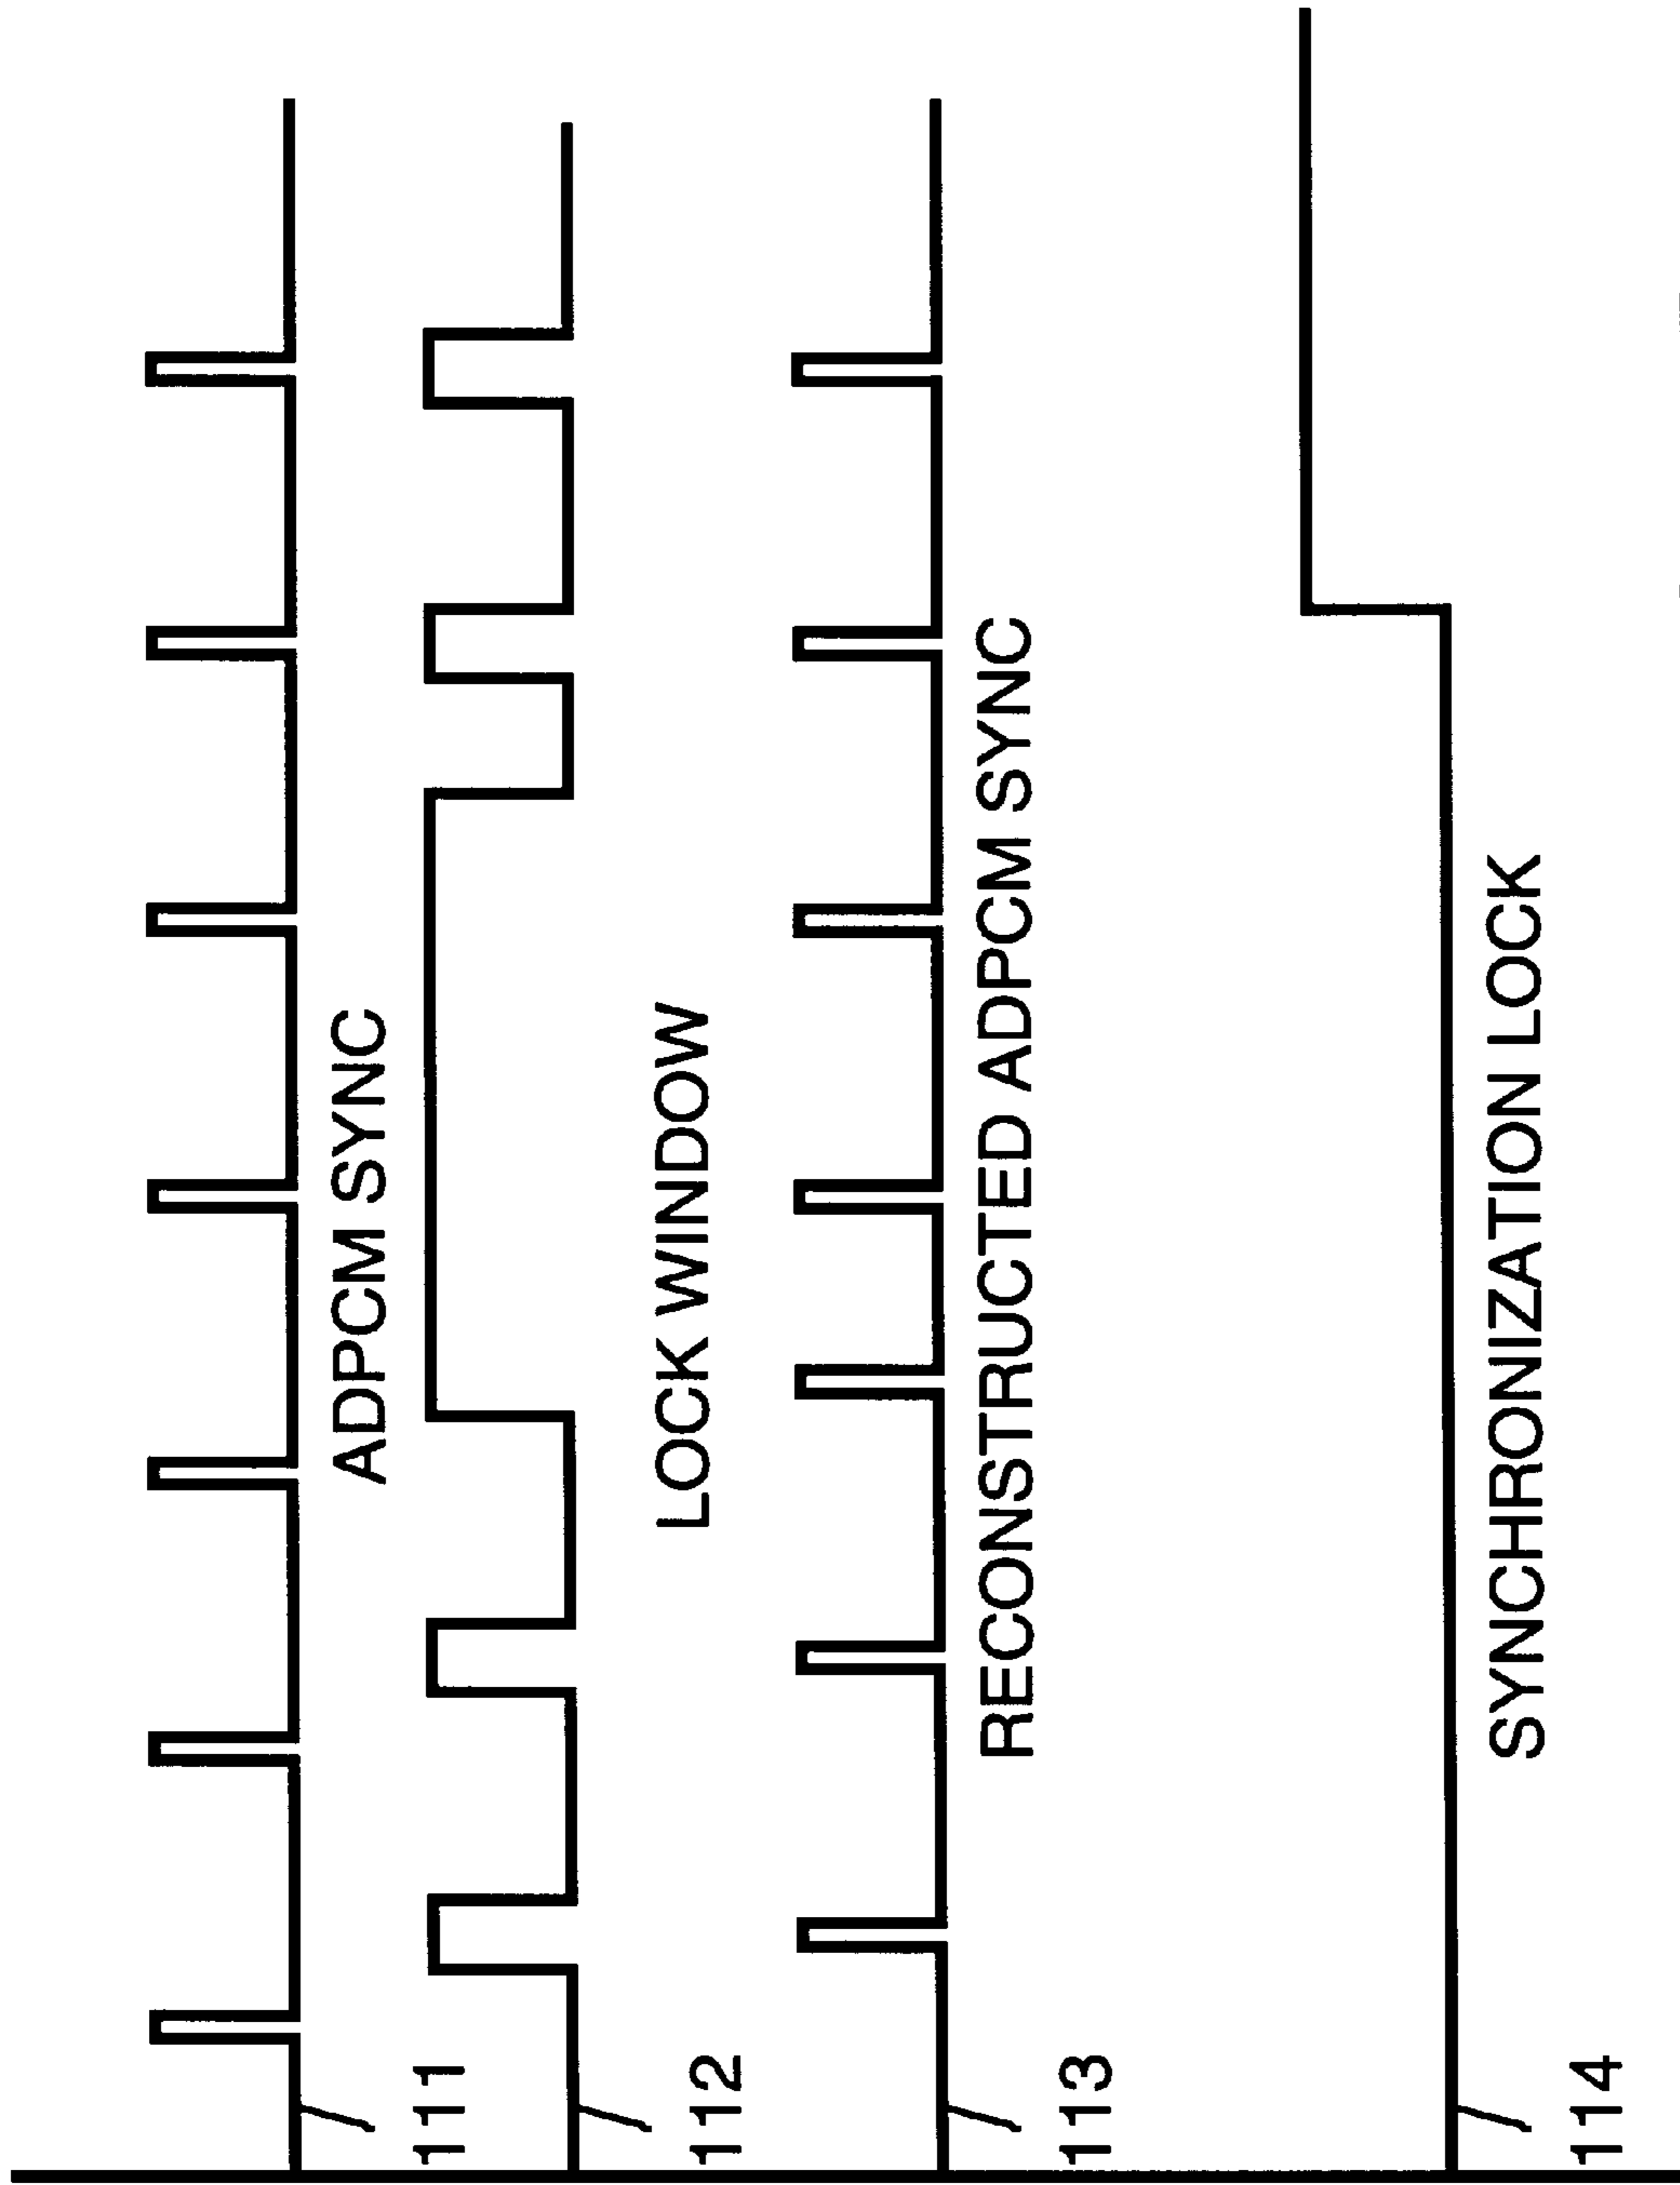 ADPCM SYNC
111
LOCK WINDOW
112
RECONSTRUCTED ADPCM SYNC
113
SYNCHRONIZATION LOCK
114